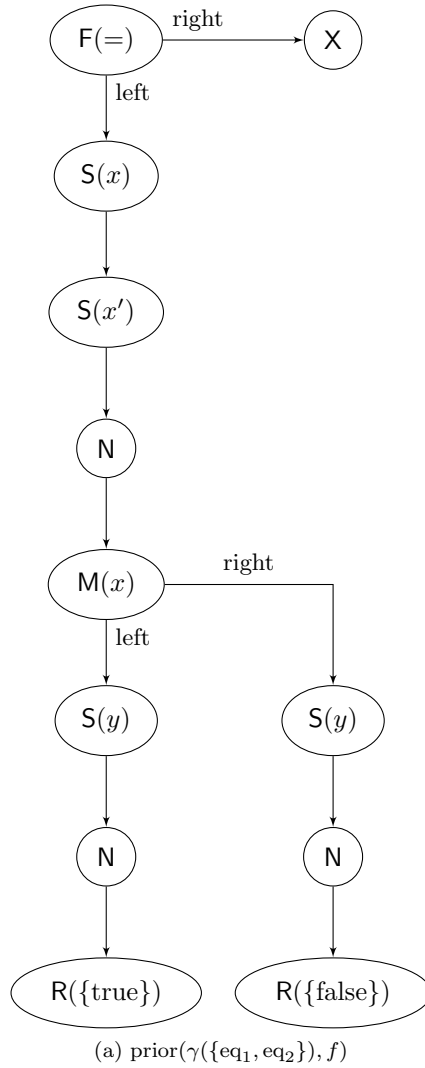 F(=) right X
left
S(x)
S(x′)
N
M(x) right
left
S(y) S(y)
N N
R({true}) R({false})
(a) prior(γ({eq₁, eq₂}), f)